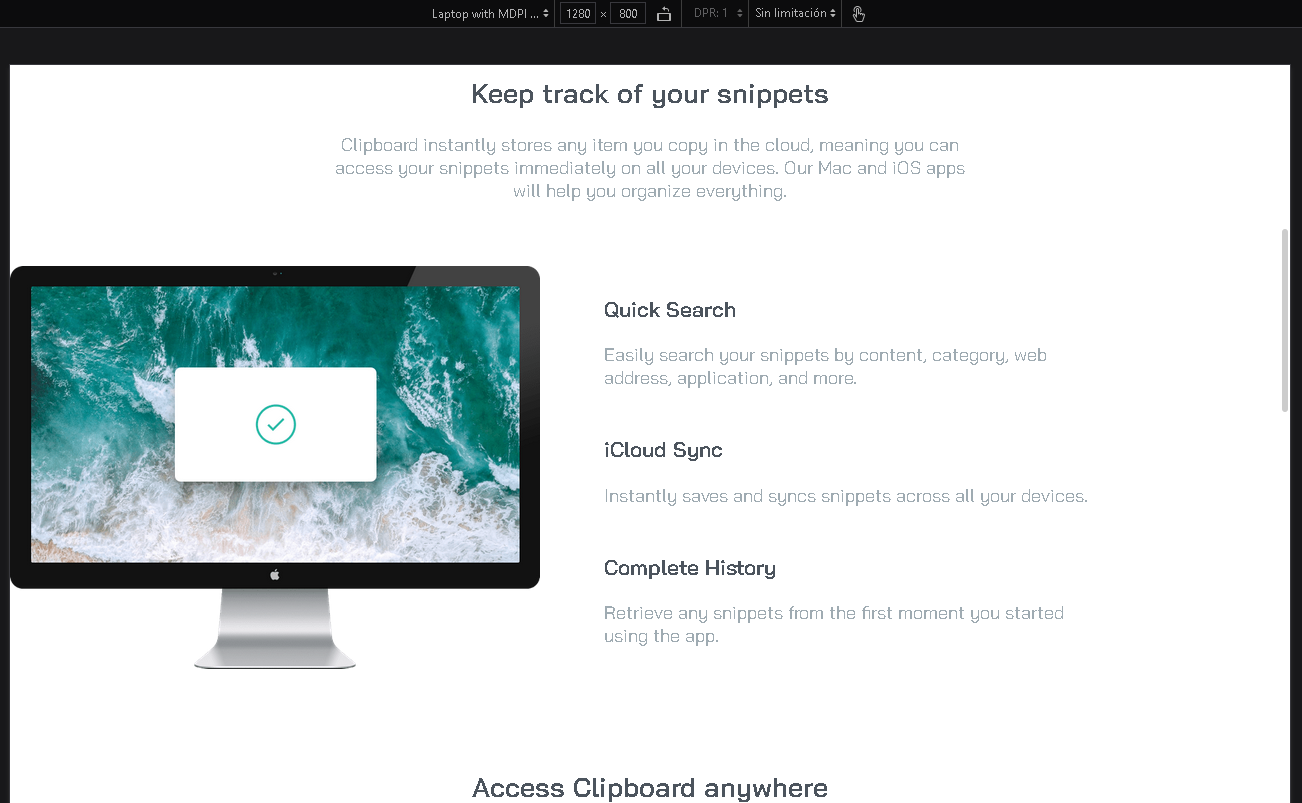 Laptop with MDPI ... 1280 × 800 DPR: 1 Sin limitación
Keep track of your snippets
Clipboard instantly stores any item you copy in the cloud, meaning you can
access your snippets immediately on all your devices. Our Mac and iOS apps
will help you organize everything.
Quick Search
Easily search your snippets by content, category, web
address, application, and more.
iCloud Sync
Instantly saves and syncs snippets across all your devices.
Complete History
Retrieve any snippets from the first moment you started
using the app.
Access Clipboard anywhere